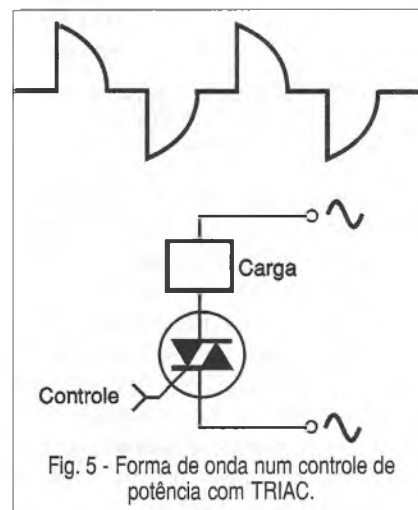 Carga
Controle
Fig. 5 - Forma de onda num controle de
potência com TRIAC.